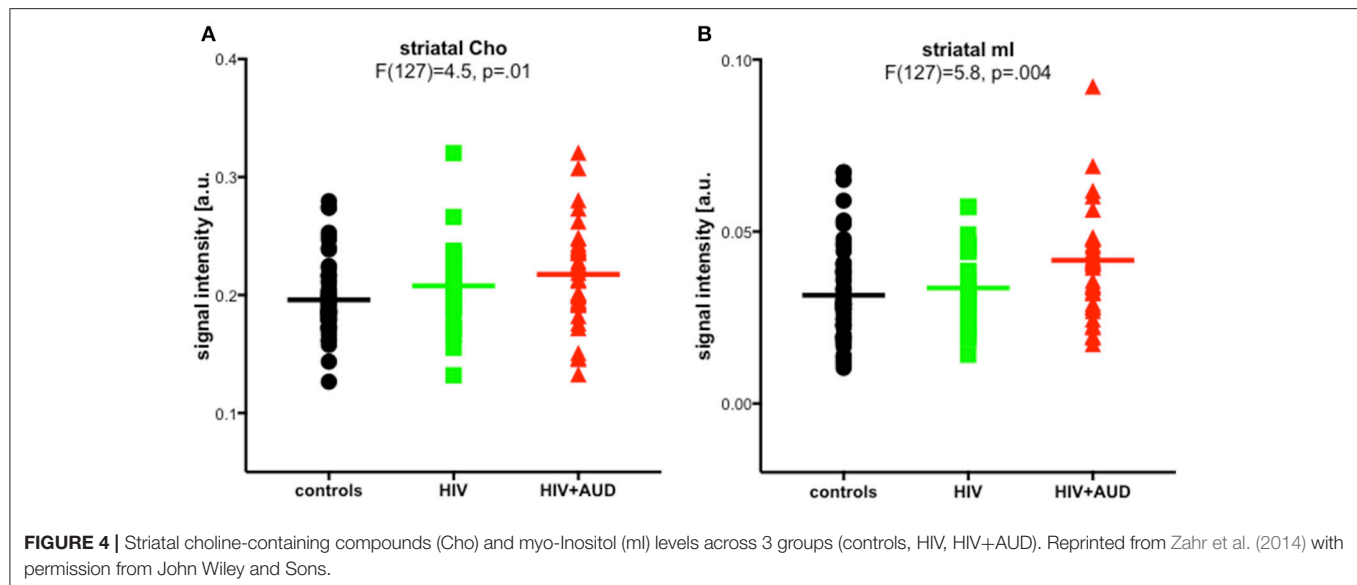 A
striatal Cho
F(127)=4.5, p=.01
0.4
0.3
0.2
0.1
signal intensity [a.u.
controls
HIV
HIV+AUD
B
striatal mI
F(127)=5.8, p=.004
0.10
0.05
0.00
signal intensity [a.u.
controls
HIV
HIV+AUD
FIGURE 4 | Striatal choline-containing compounds (Cho) and myo-Inositol (mI) levels across 3 groups (controls, HIV, HIV+AUD). Reprinted from Zahr et al. (2014) with
permission from John Wiley and Sons.